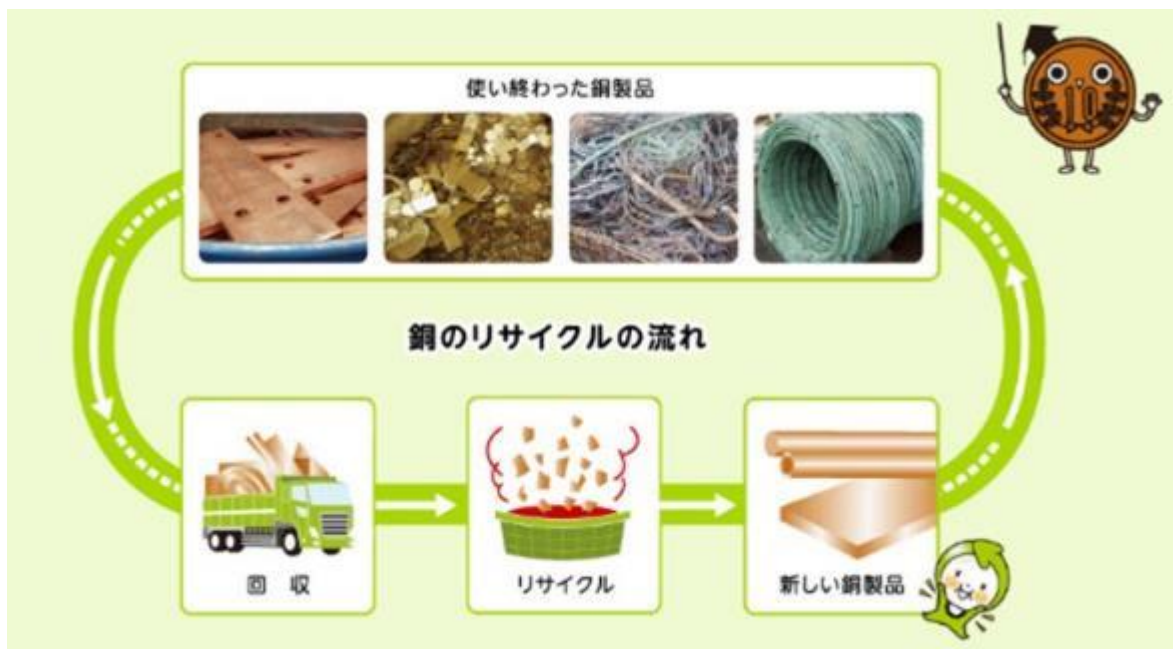 使い終わった銅製品
銅のリサイクルの流れ
回 収
リサイクル
新しい銅製品
10